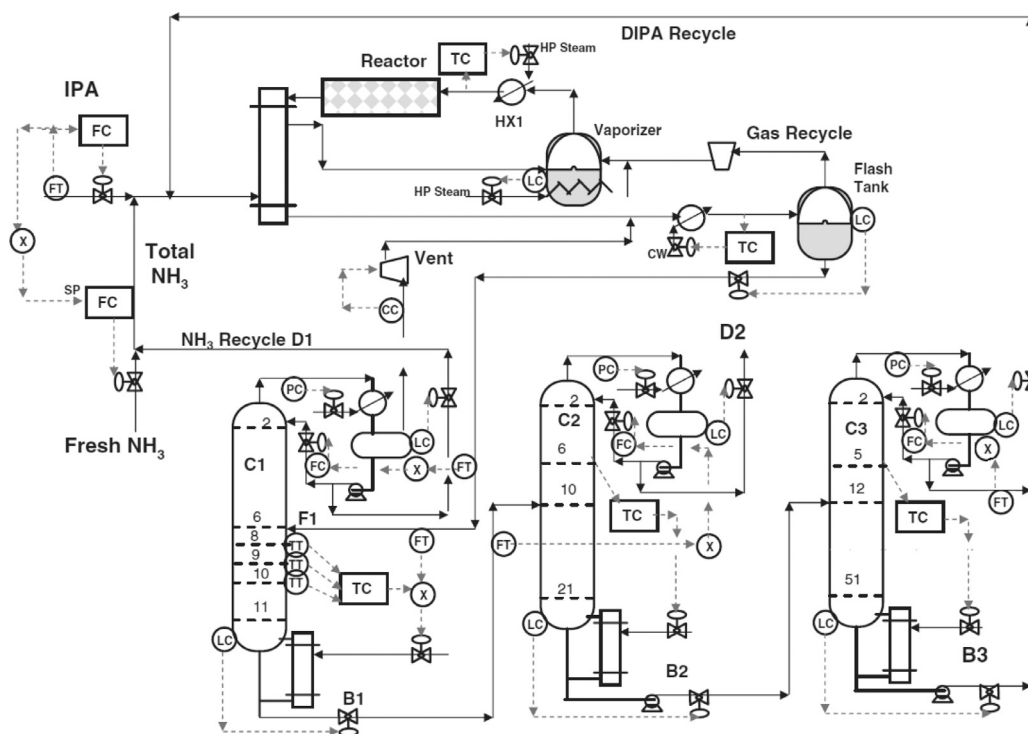 DIPA Recycle
HP Steam
TC
Reactor
IPA
HX1
Vaporizer
Gas Recycle
FC
Flash
Tank
FT
HP Steam
LC
LC
X
Total
NH₃
Vent
CW
TC
SP
FC
CC
NH₃ Recycle D1
D2
Fresh NH₃
PC
2
C1
LC
FC
X
FT
6
F1
8
TT
9
TT
10
TT
11
TC
FT
X
LC
B1
PC
2
C2
6
LC
FC
10
TC
FT
X
21
LC
B2
PC
2
C3
5
LC
FC
X
12
FT
TC
51
LC
B3